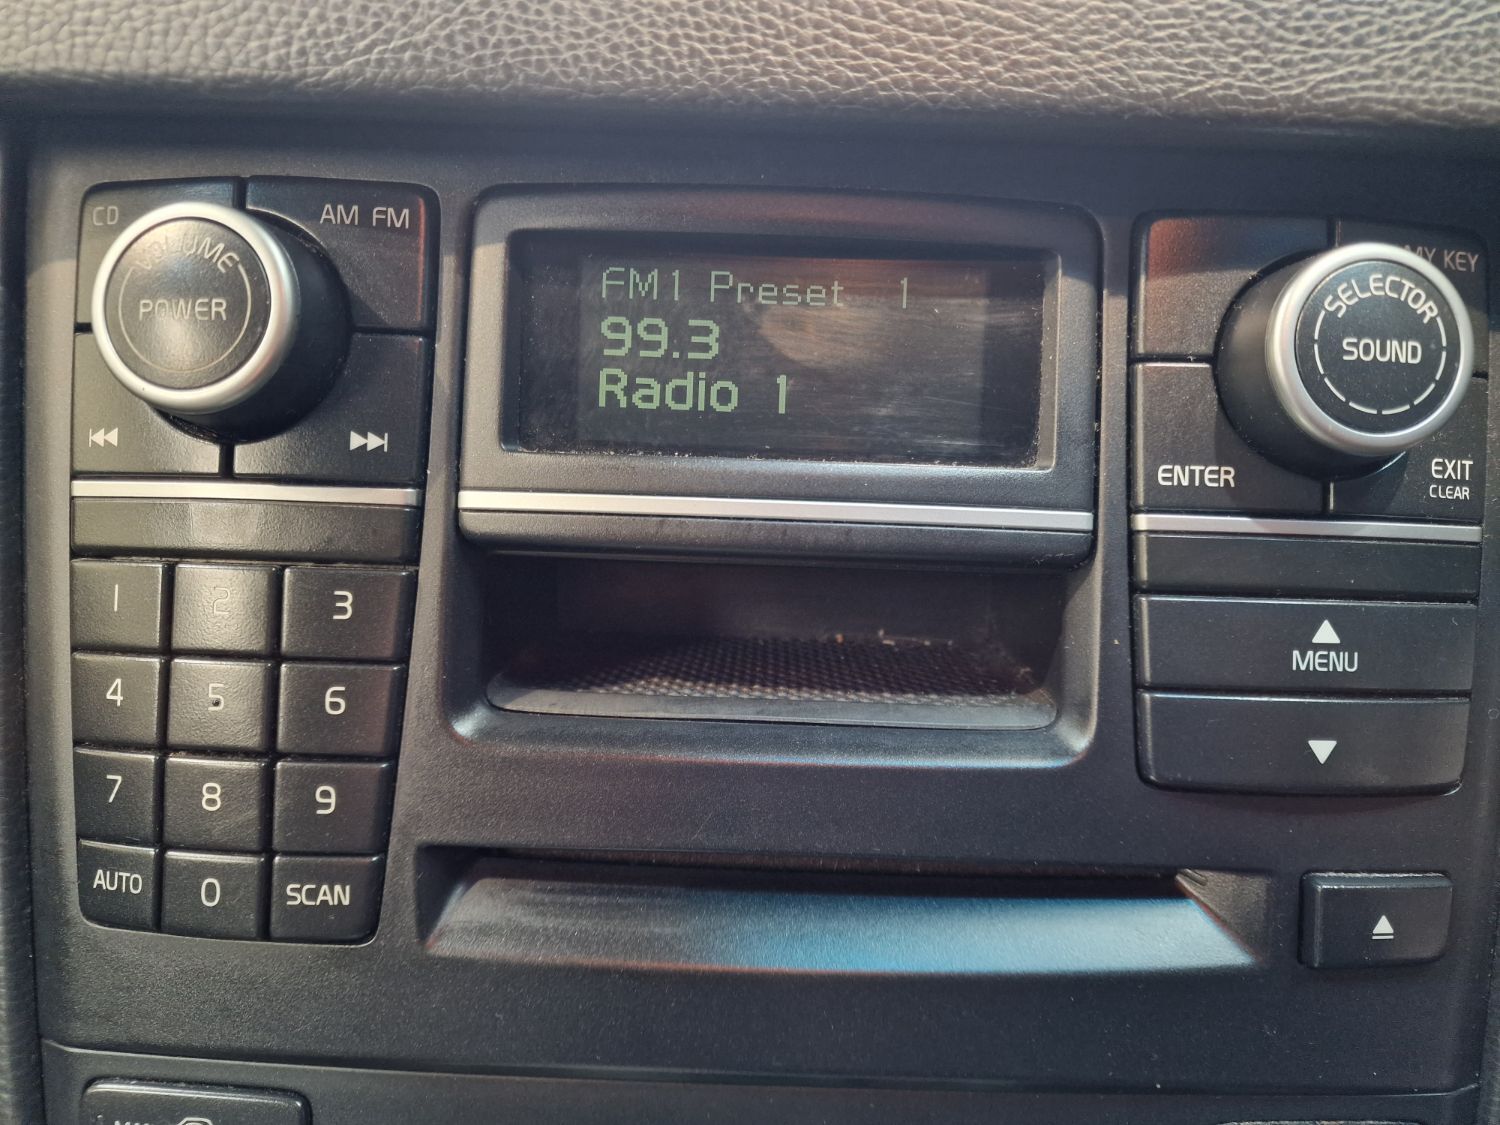 CD
AM FM
VOLUME
POWER
FM1 Preset 1
99.3
Radio 1
MY KEY
SELECTOR
SOUND
ENTER
EXIT
CLEAR
1 2 3
4 5 6
7 8 9
AUTO 0 SCAN
MENU